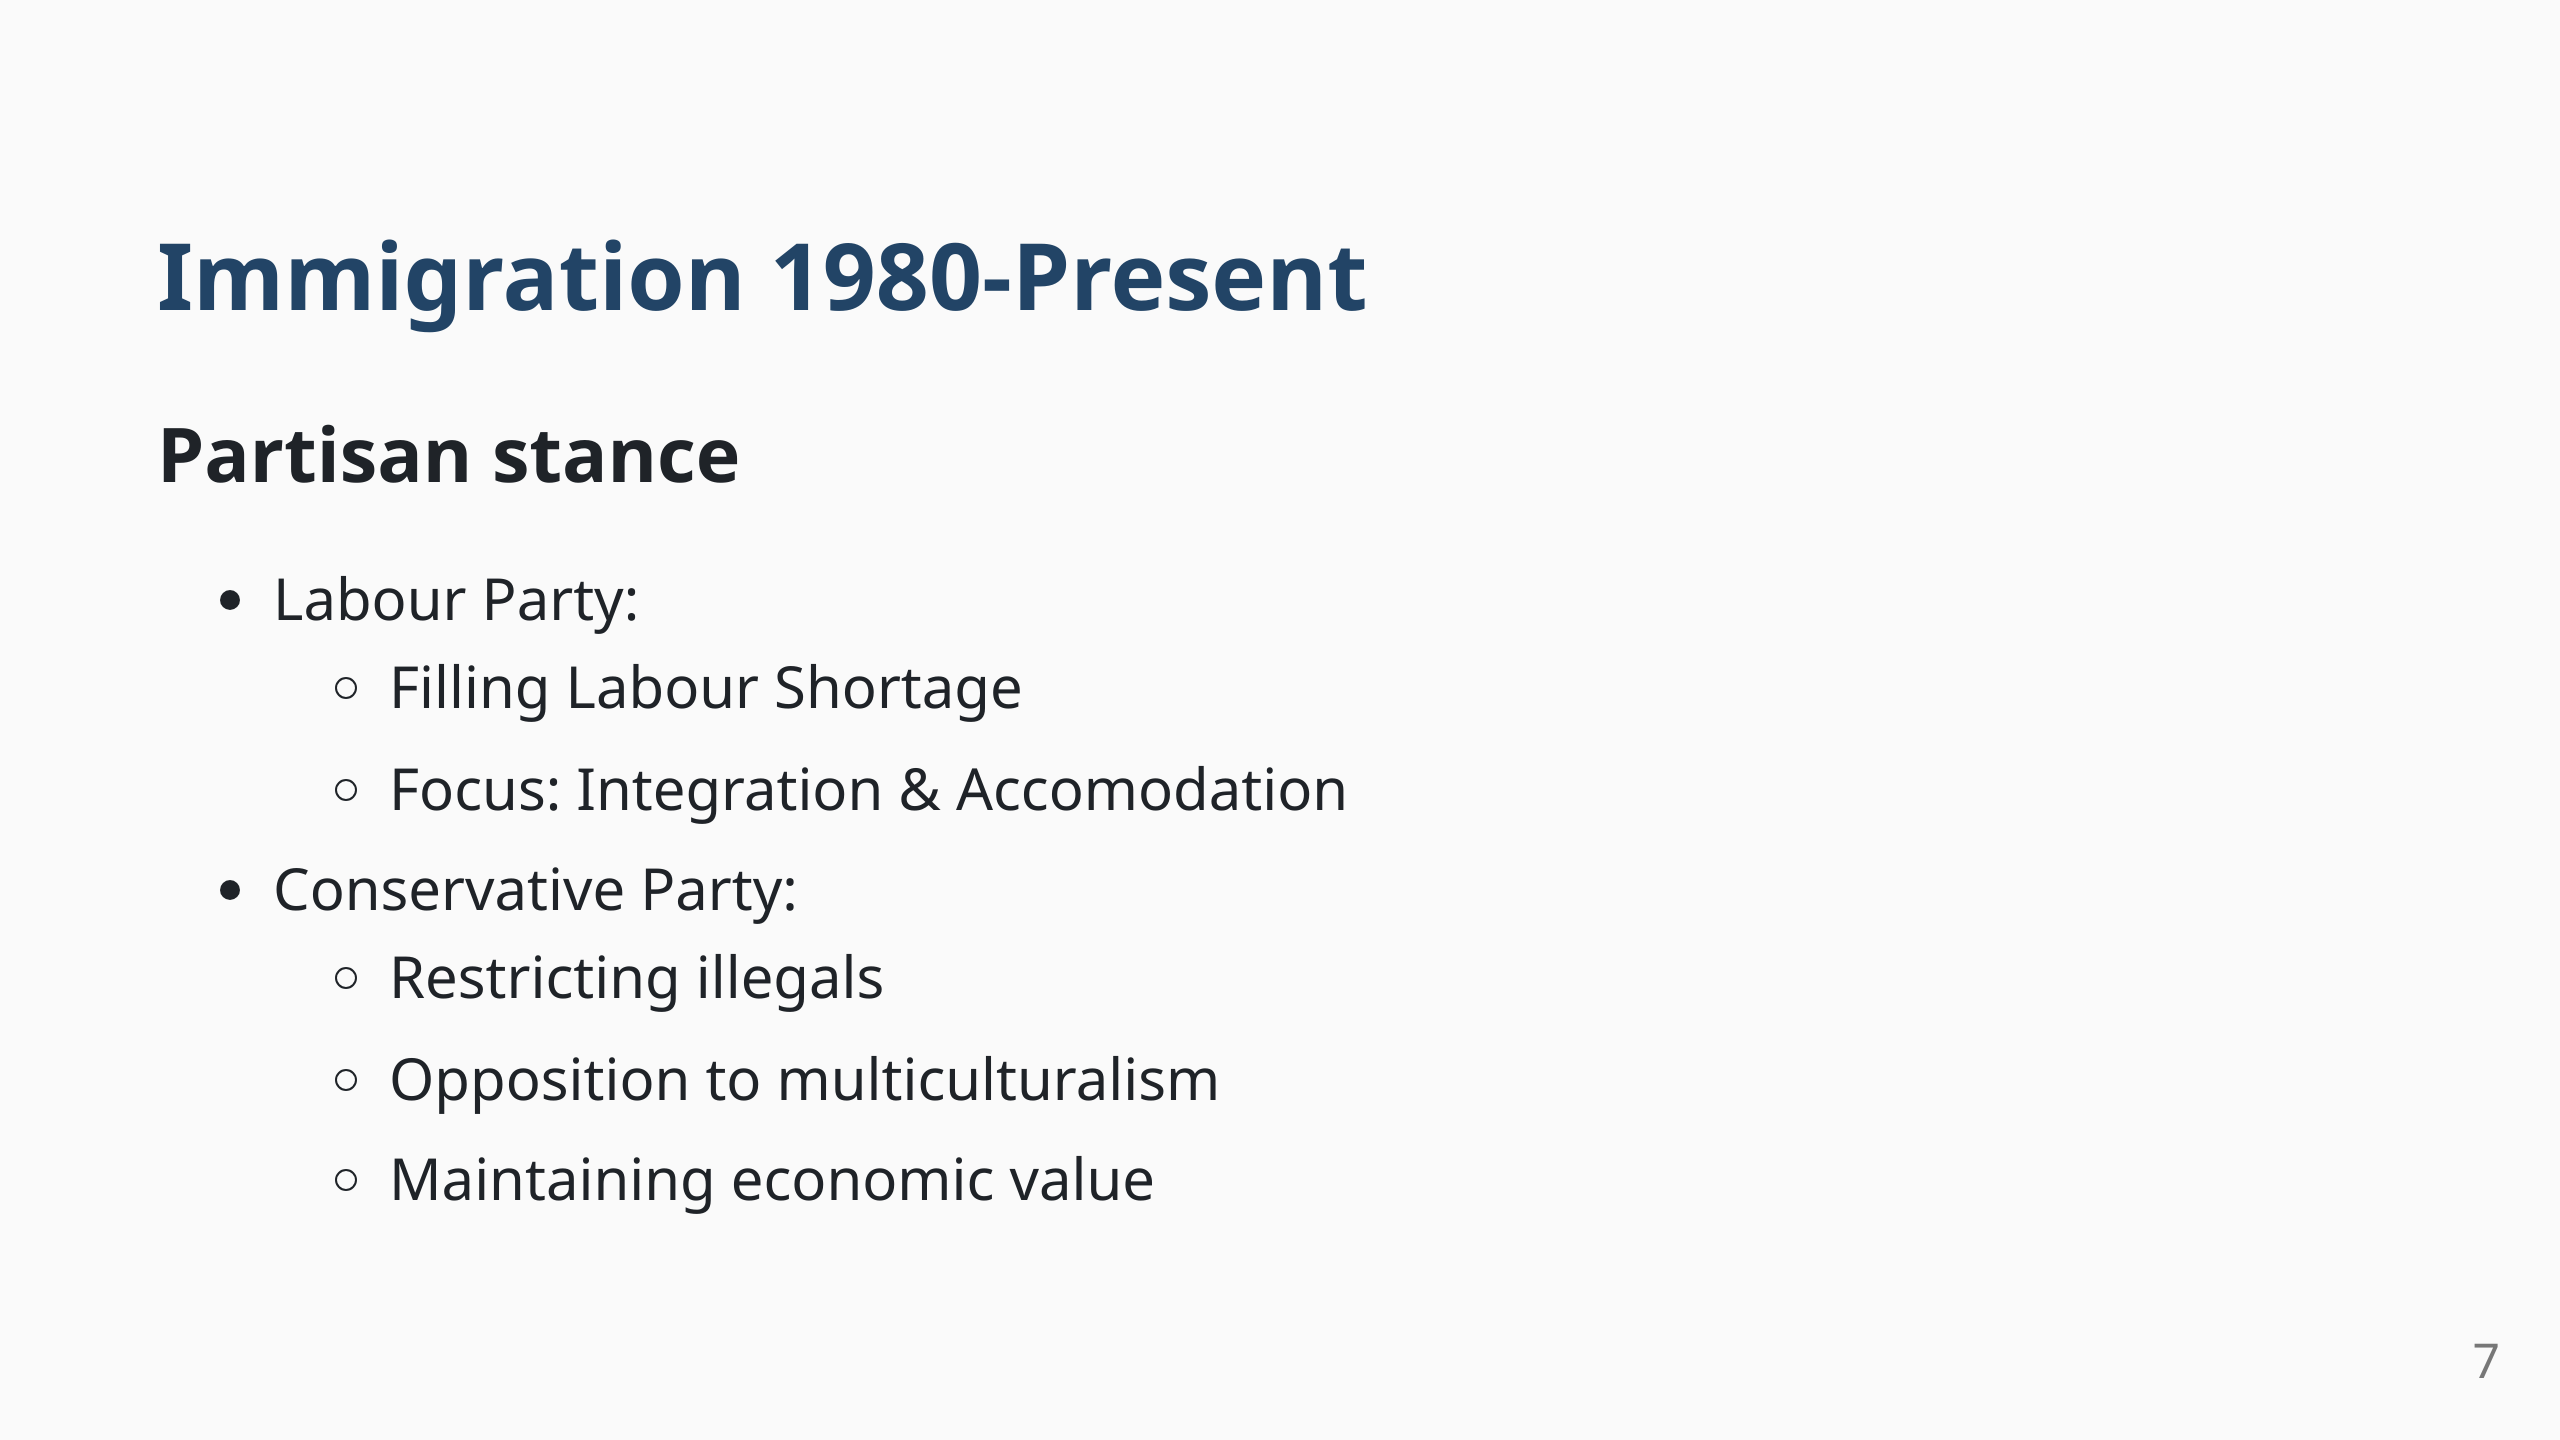 Immigration 1980-Present
Partisan stance
Labour Party:
Filling Labour Shortage
Focus: Integration & Accomodation
Conservative Party:
Restricting illegals
Opposition to multiculturalism
Maintaining economic value
7